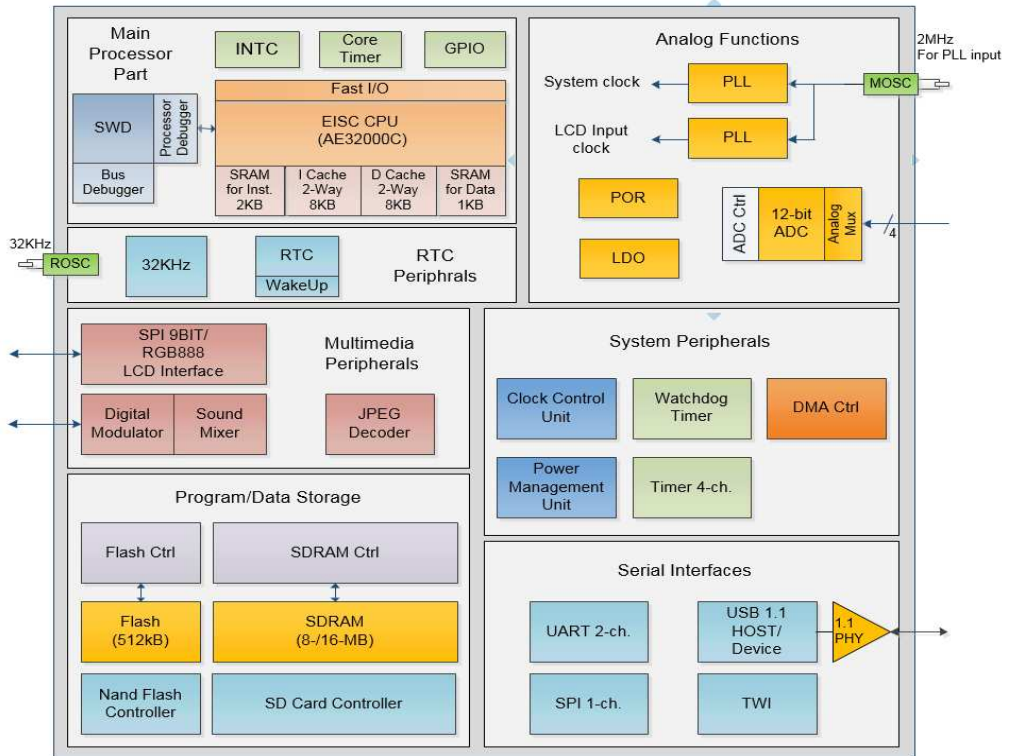 Main
Processor
Part
INTC
Core
Timer
GPIO
Fast I/O
EISC CPU
(AE32000C)
SWD
Processor
Debugger
Bus
Debugger
SRAM
for Inst.
2KB
I Cache
2-Way
8KB
D Cache
2-Way
8KB
SRAM
for Data
1KB
Analog Functions
2MHz
For PLL input
MOSC
System clock
PLL
LCD Input
clock
PLL
POR
LDO
ADC Ctrl
12-bit
ADC
Analog
Mux
4
32KHz
ROSC
32KHz
RTC
WakeUp
RTC
Periphrals
SPI 9BIT/
RGB888
LCD Interface
Multimedia
Peripherals
Digital
Modulator
Sound
Mixer
JPEG
Decoder
System Peripherals
Clock Control
Unit
Watchdog
Timer
DMA Ctrl
Power
Management
Unit
Timer 4-ch.
Program/Data Storage
Flash Ctrl
SDRAM Ctrl
Flash
(512kB)
SDRAM
(8-/16-MB)
Nand Flash
Controller
SD Card Controller
Serial Interfaces
UART 2-ch.
USB 1.1
HOST/
Device
1.1
PHY
SPI 1-ch.
TWI